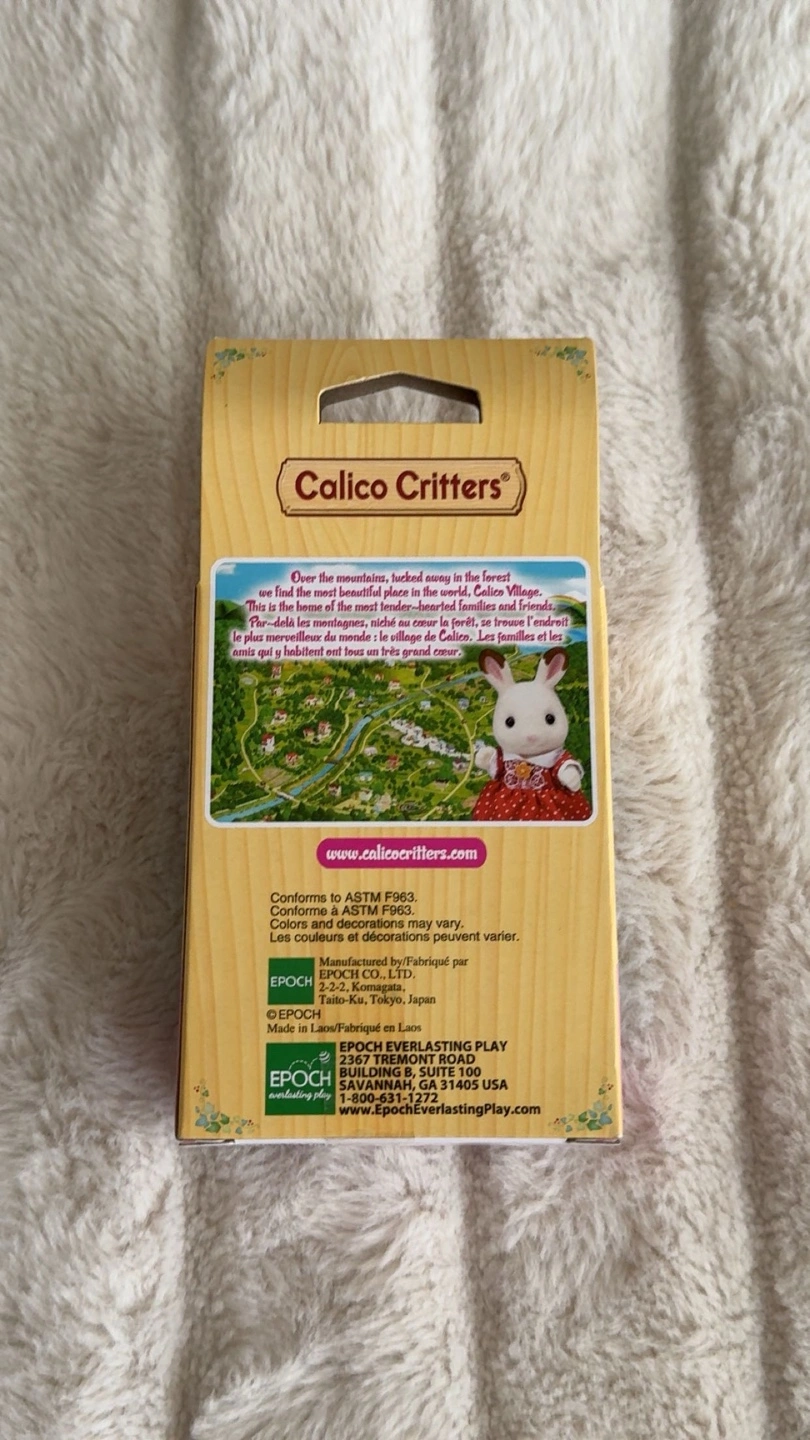 Calico Critters®
Over the mountains, tucked away in the forest
we find the most beautiful place in the world, Calico Village.
This is the home of the most tender-hearted families and friends.
Par-delà les montagnes, niché au cœur la forêt, se trouve l'endroit
le plus merveilleux du monde : le village de Calico. Les familles et les
amis qui y habitent ont tous un très grand cœur.
www.calicocritters.com
Conforms to ASTM F963.
Conforme à ASTM F963.
Colors and decorations may vary.
Les couleurs et décorations peuvent varier.
EPOCH
Manufactured by/Fabriqué par
EPOCH CO., LTD.
2-2-2, Komagata,
Taito-Ku, Tokyo, Japan
© EPOCH
Made in Laos/Fabriqué en Laos
EPOCH
everlasting play
EPOCH EVERLASTING PLAY
2367 TREMONT ROAD
BUILDING B, SUITE 100
SAVANNAH, GA 31405 USA
1-800-631-1272
www.EpochEverlastingPlay.com